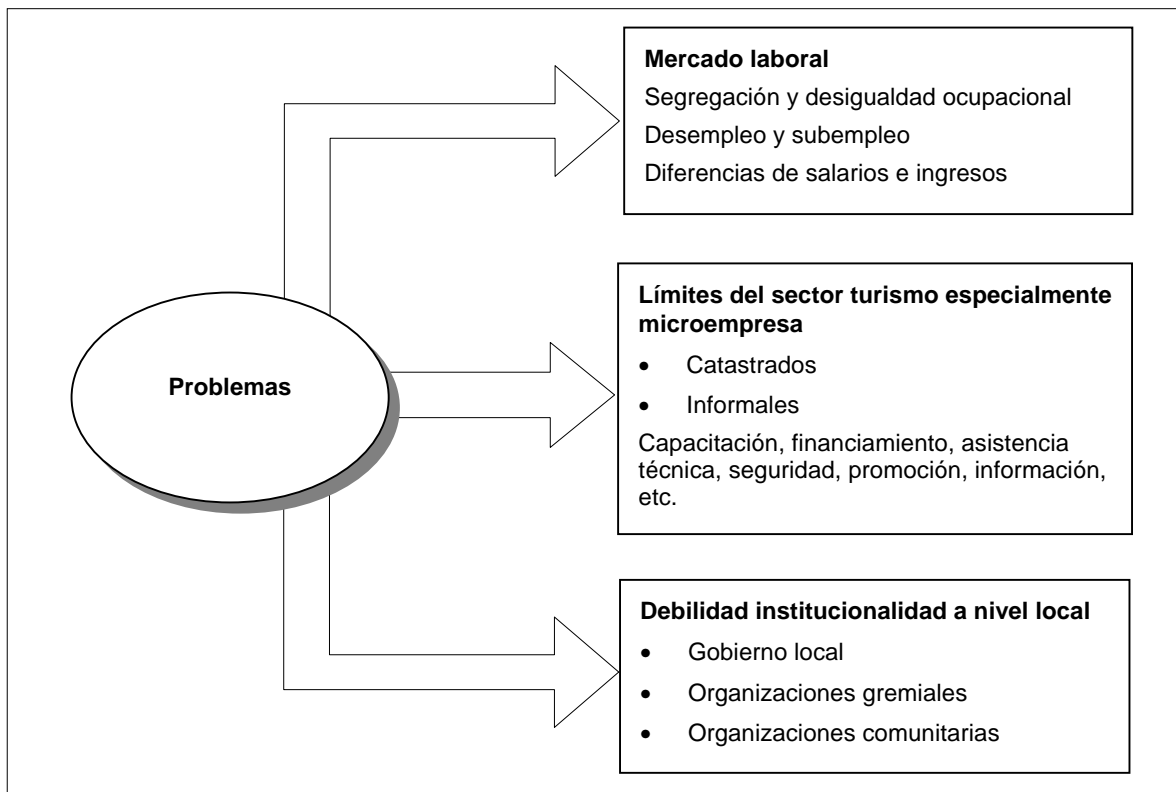 Problemas
Mercado laboral
Segregación y desigualdad ocupacional
Desempleo y subempleo
Diferencias de salarios e ingresos
Límites del sector turismo especialmente
microempresa
• Catastrados
• Informales
Capacitación, financiamiento, asistencia
técnica, seguridad, promoción, información,
etc.
Debilidad institucionalidad a nivel local
• Gobierno local
• Organizaciones gremiales
• Organizaciones comunitarias